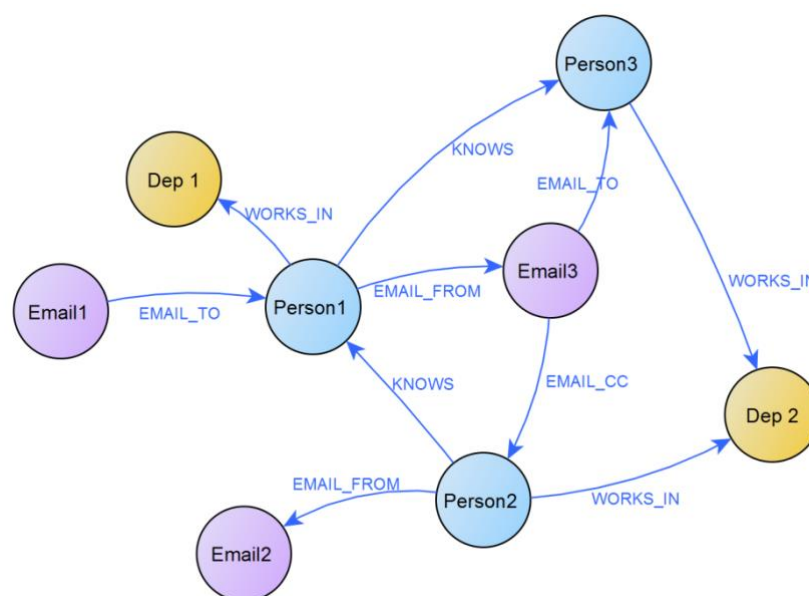 Person3
KNOWS
EMAIL_TO
Dep 1
WORKS_IN
Email3
EMAIL_FROM
Email1
EMAIL_TO
Person1
WORKS_IN
KNOWS
EMAIL_CC
Dep 2
EMAIL_FROM
Person2
WORKS_IN
Email2